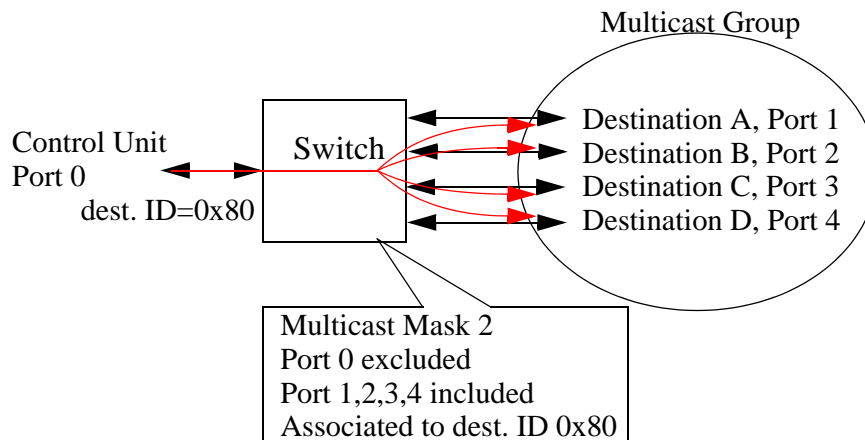 Multicast Group
Control Unit
Port 0
dest. ID=0x80
Switch
Destination A, Port 1
Destination B, Port 2
Destination C, Port 3
Destination D, Port 4
Multicast Mask 2
Port 0 excluded
Port 1,2,3,4 included
Associated to dest. ID 0x80